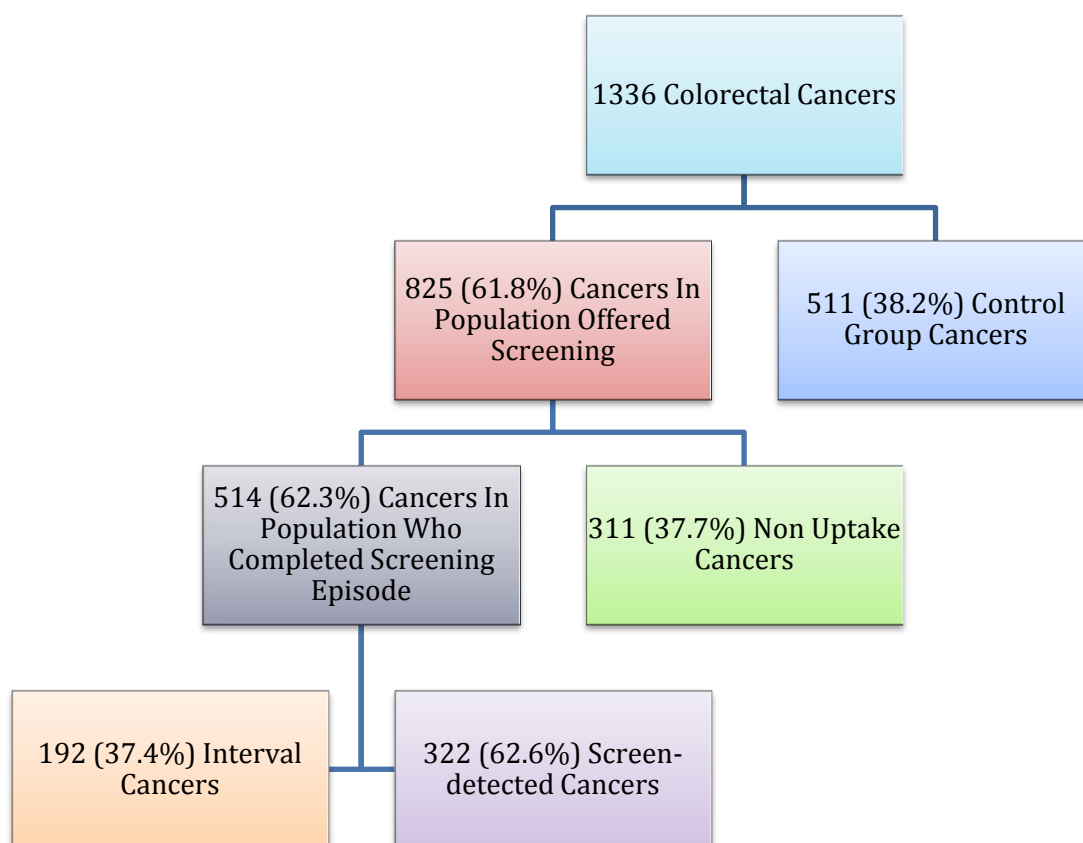 1336 Colorectal Cancers
825 (61.8%) Cancers In
Population Offered
Screening
511 (38.2%) Control
Group Cancers
514 (62.3%) Cancers In
Population Who
Completed Screening
Episode
311 (37.7%) Non Uptake
Cancers
192 (37.4%) Interval
Cancers
322 (62.6%) Screen-
detected Cancers